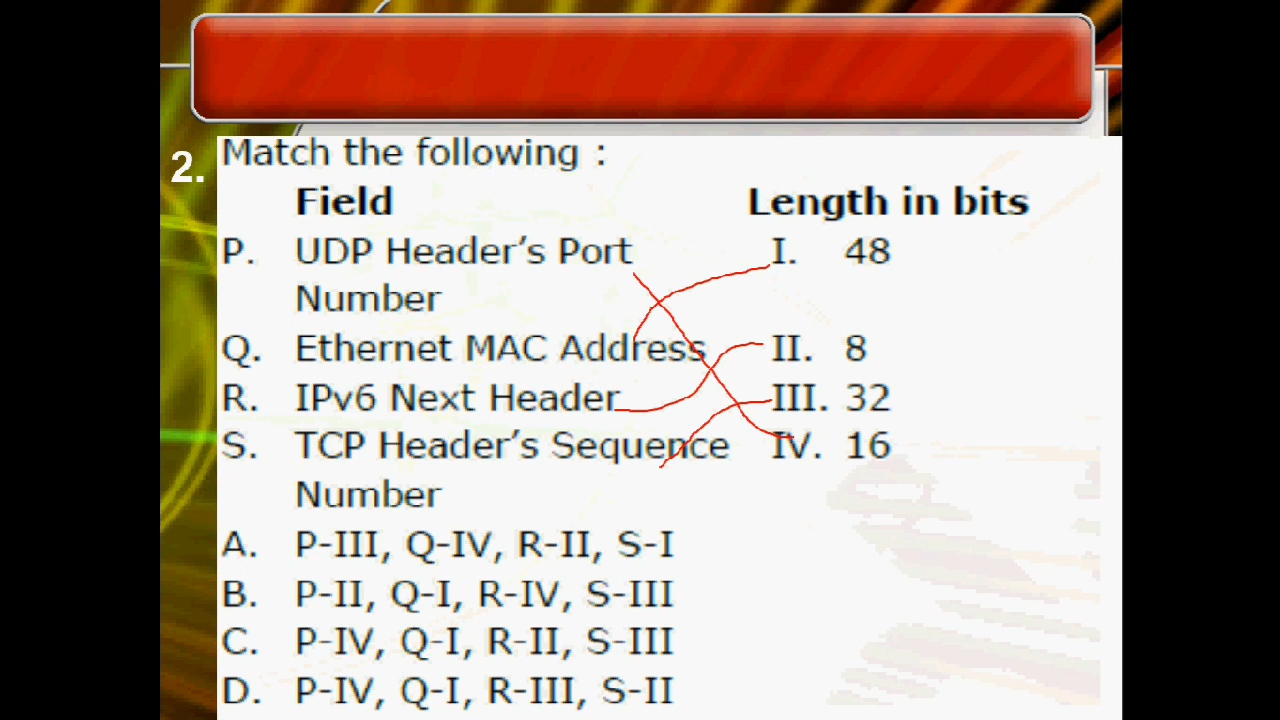 2. Match the following :
Field Length in bits
P. UDP Header's Port I. 48
Number
Q. Ethernet MAC Address II. 8
R. IPv6 Next Header III. 32
S. TCP Header's Sequence IV. 16
Number
A. P-III, Q-IV, R-II, S-I
B. P-II, Q-I, R-IV, S-III
C. P-IV, Q-I, R-II, S-III
D. P-IV, Q-I, R-III, S-II